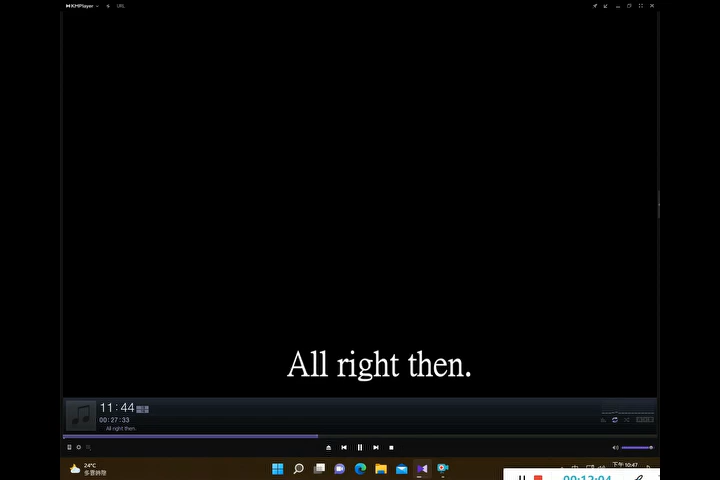 KMPlayer
URL
All right then.
11:44
00:27:33
All right then.
24°C
多雲時陰
下午 10:47
00:12:04